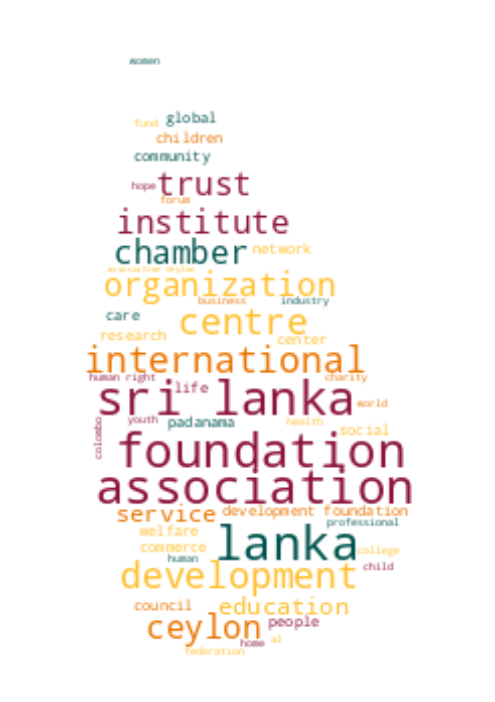 women
fund global
children
community
hope trust
forum
institute
chamber network
association ceylon
organization
business industry
care centre
research center
international
human right charity
sri lanka life world
youth padanama health
colombo social
foundation
association
service development foundation
professional
welfare lanka
commerce college
human child
development
council education
ceylon people
home al
federation